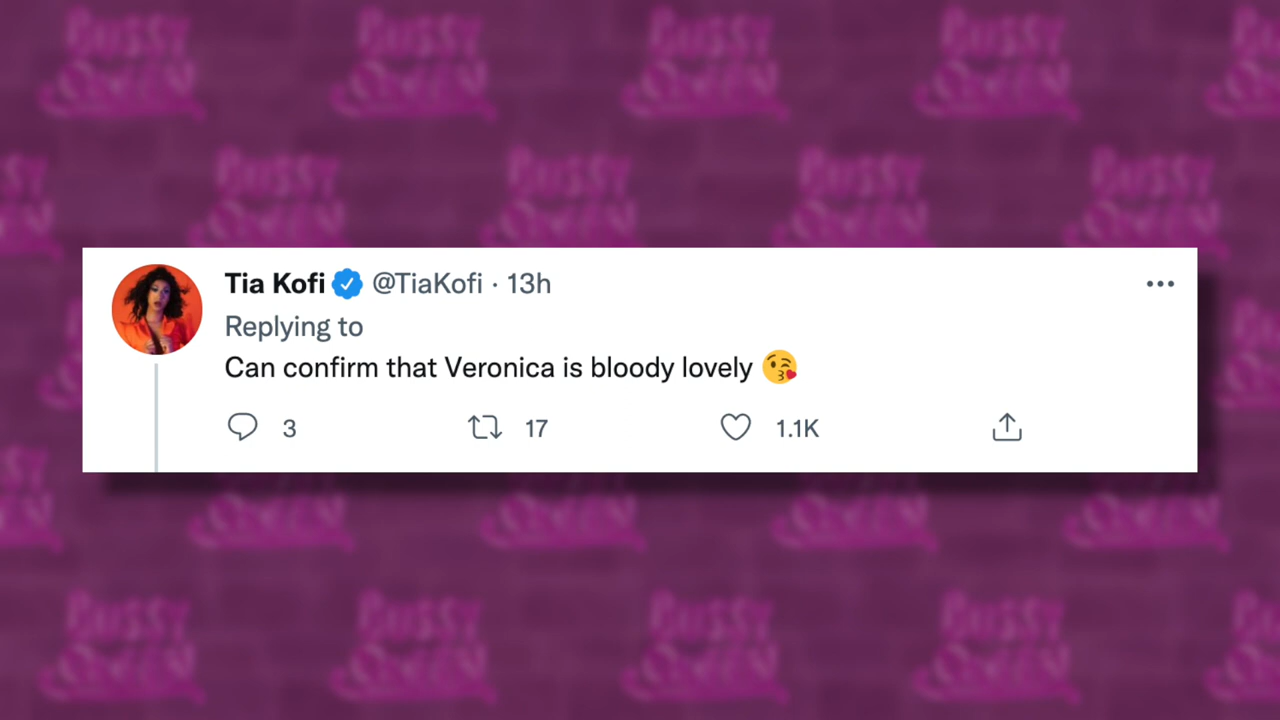 Tia Kofi @TiaKofi · 13h
Replying to
Can confirm that Veronica is bloody lovely 😘
3 17 1.1K